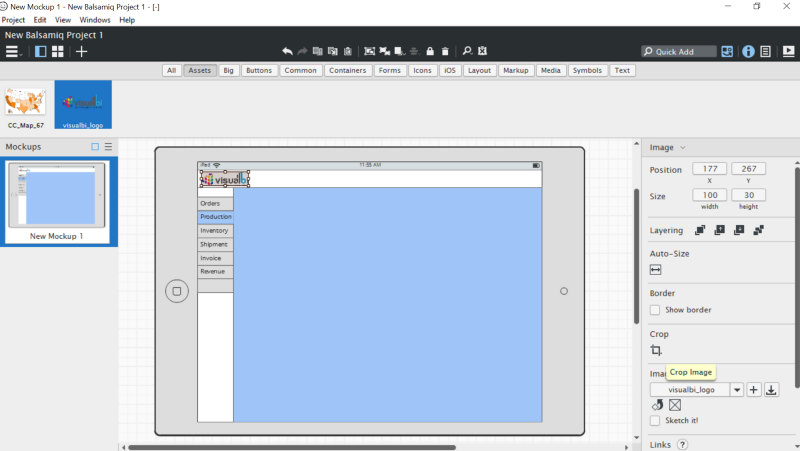 New Mockup 1 - New Balsamiq Project 1 - [-]
Project Edit View Windows Help
New Balsamiq Project 1
Quick Add
All Assets Big Buttons Common Containers Forms Icons iOS Layout Markup Media Symbols Text
CC_Map_67 visualbi_logo
Mockups
New Mockup 1
iPad 11:55 AM
visualbi
Orders
Production
Inventory
Shipment
Invoice
Revenue
Image
Position 177 267
X Y
Size 100 30
width height
Layering
Auto-Size
Border
Show border
Crop
Crop Image
Ima
visualbi_logo
Sketch it!
Links ?